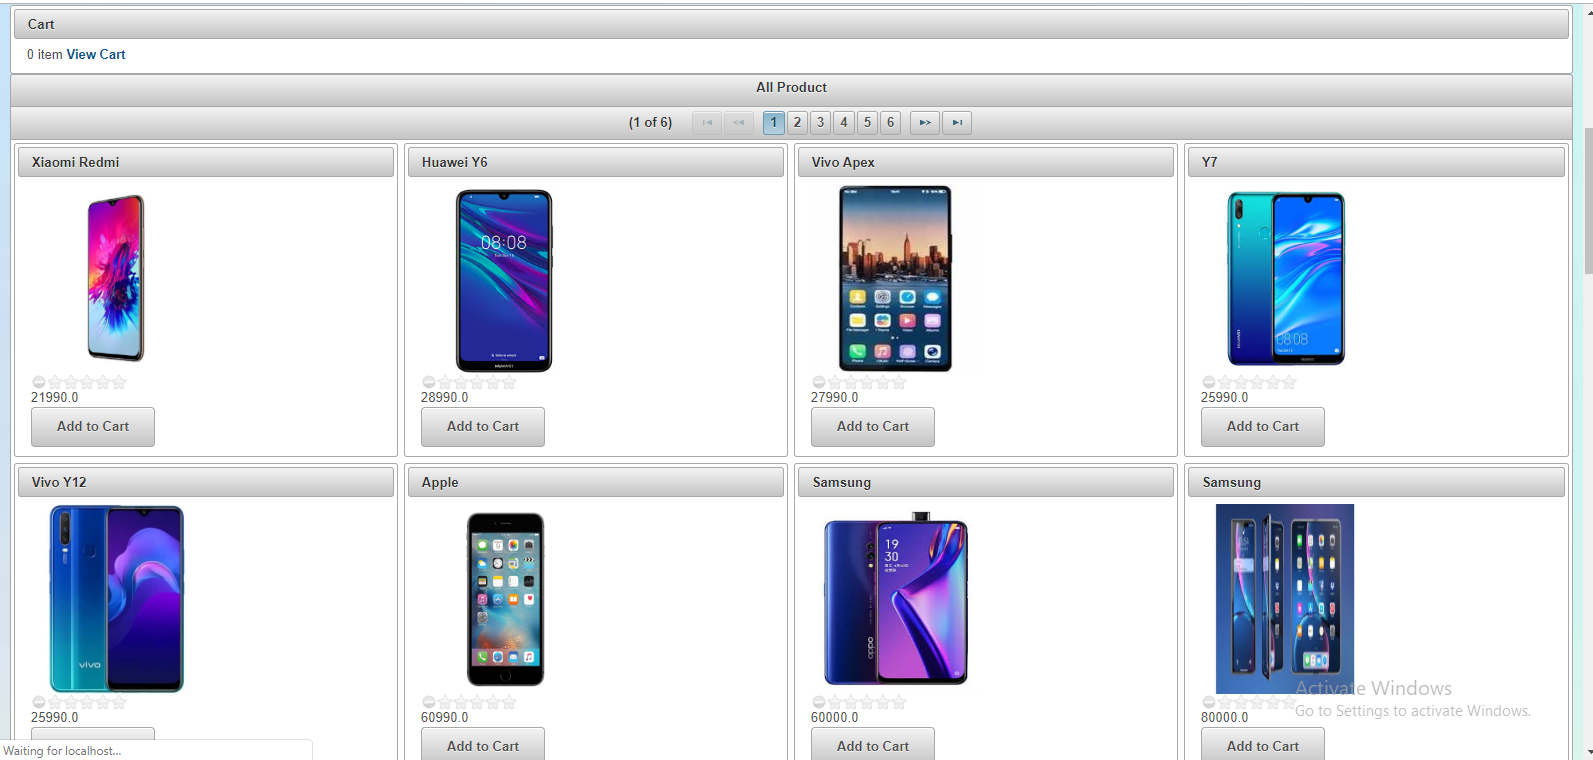 Cart
0 item View Cart
All Product
(1 of 6) 1 2 3 4 5 6
Xiaomi Redmi
Huawei Y6
Vivo Apex
Y7
08:08
HUAWEI
08:08
21990.0
28990.0
27990.0
25990.0
Add to Cart
Add to Cart
Add to Cart
Add to Cart
Vivo Y12
Apple
Samsung
Samsung
19
30
vivo
oppo
25990.0
60990.0
60000.0
80000.0
Add to Cart
Add to Cart
Add to Cart
Activate Windows
Go to Settings to activate Windows.
Waiting for localhost...